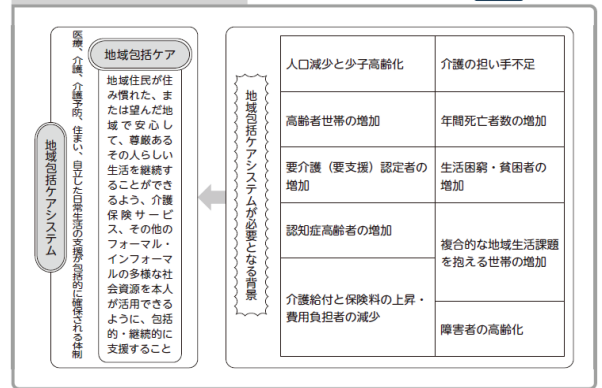 人口減少と少子高齢化
介護の担い手不足
高齢者世帯の増加
年間死亡者数の増加
要介護（要支援）認定者の
増加
生活困窮・貧困者の
増加
認知症高齢者の増加
複合的な地域生活課題
を抱える世帯の増加
介護給付と保険料の上昇・
費用負担者の減少
障害者の高齢化
地域包括ケアシステムが必要となる背景
地域包括ケア
地域住民が住
み慣れた、ま
たは望んだ地
域で安心し
て、尊厳ある
その人らしい
生活を継続す
ることができ
るよう、介護
保険サービ
ス、その他の
フォーマル・
インフォーマ
ルの多様な社
会資源を本人
が活用できる
ように、包括
的・継続的に
支援すること
医療、介護、介護予防、住まい、自立した日常生活の支援が包括的に確保される体制
地域包括ケアシステム